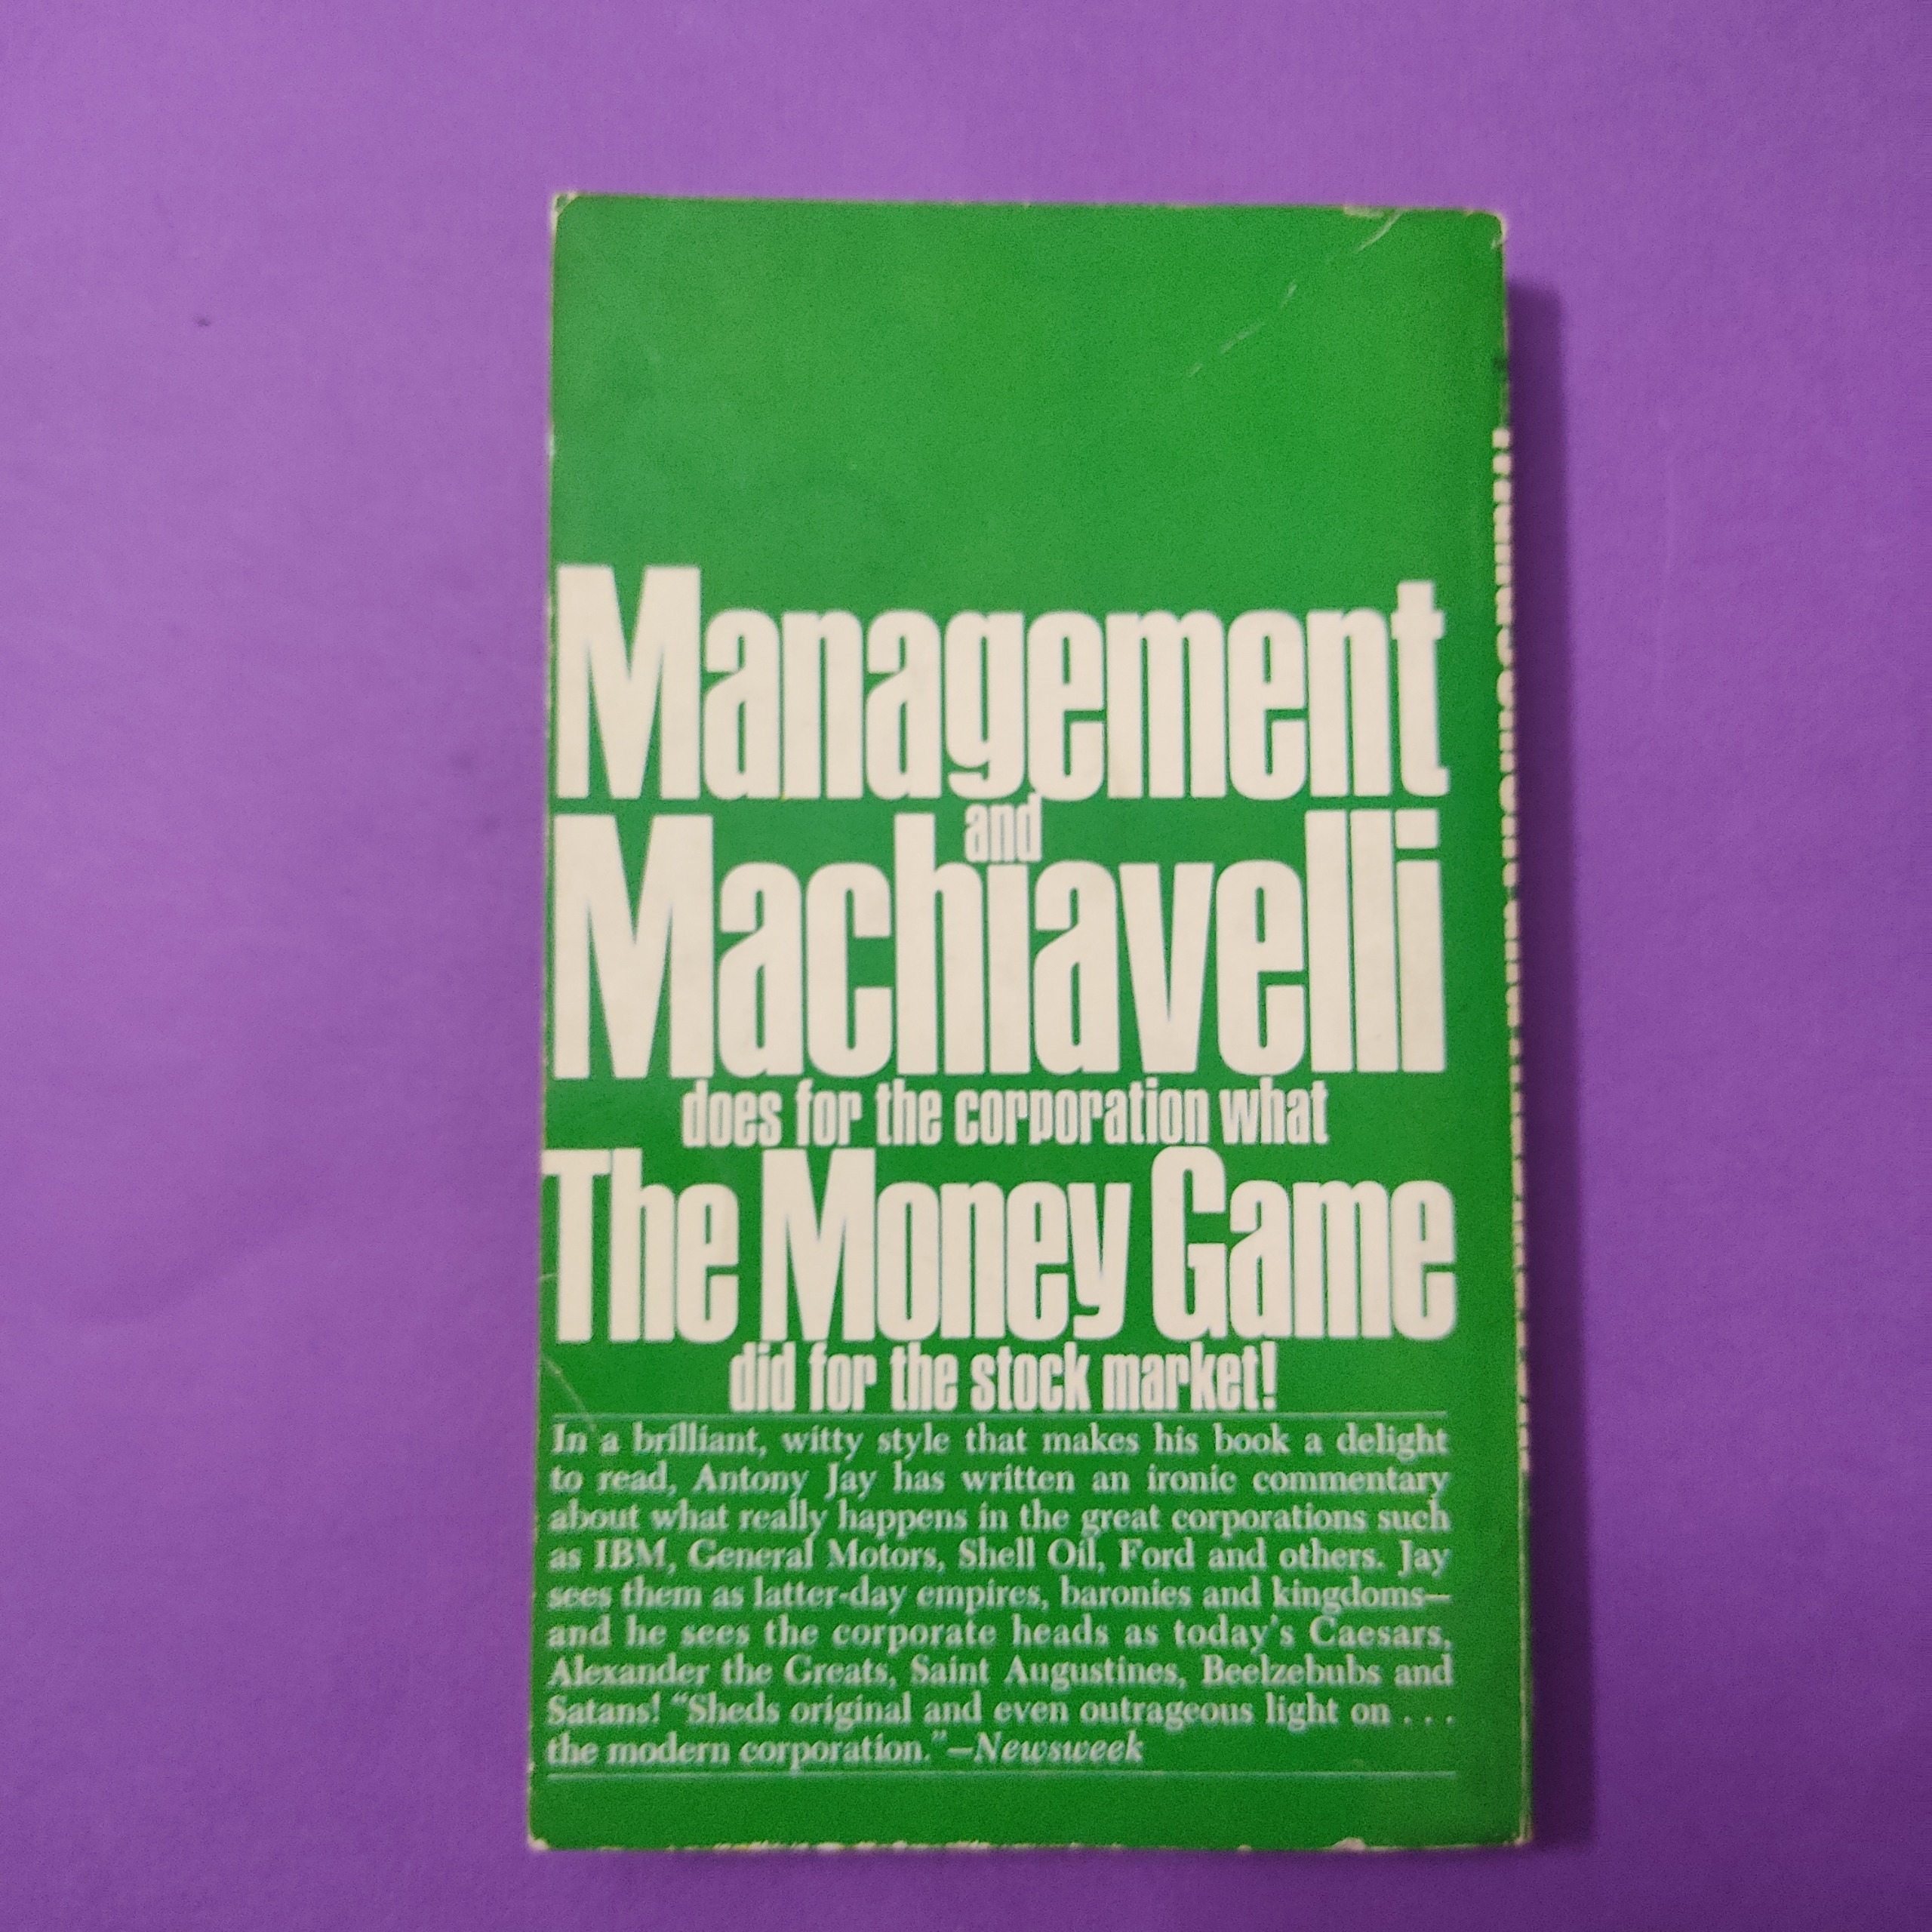 Management
and
Machiavelli
does for the corporation what
The Money Game
did for the stock market!
In a brilliant, witty style that makes his book a delight
to read, Antony Jay has written an ironic commentary
about what really happens in the great corporations such
as IBM, General Motors, Shell Oil, Ford and others. Jay
sees them as latter-day empires, baronies and kingdoms—
and he sees the corporate heads as today's Caesars,
Alexander the Greats, Saint Augustines, Beelzebubs and
Satans! “Sheds original and even outrageous light on . . .
the modern corporation.”—Newsweek